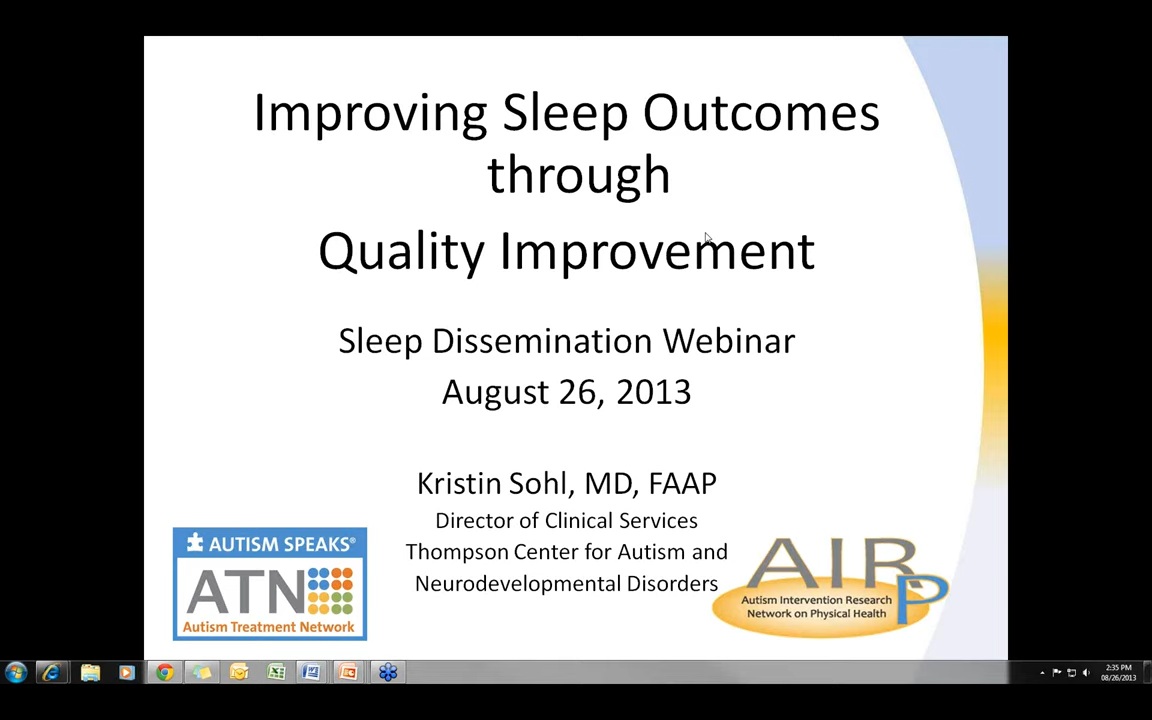 Improving Sleep Outcomes
through
Quality Improvement
Sleep Dissemination Webinar
August 26, 2013
Kristin Sohl, MD, FAAP
Director of Clinical Services
Thompson Center for Autism and
Neurodevelopmental Disorders
AUTISM SPEAKS®
ATN
Autism Treatment Network
AIR P
Autism Intervention Research
Network on Physical Health
2:35 PM
08/26/2013